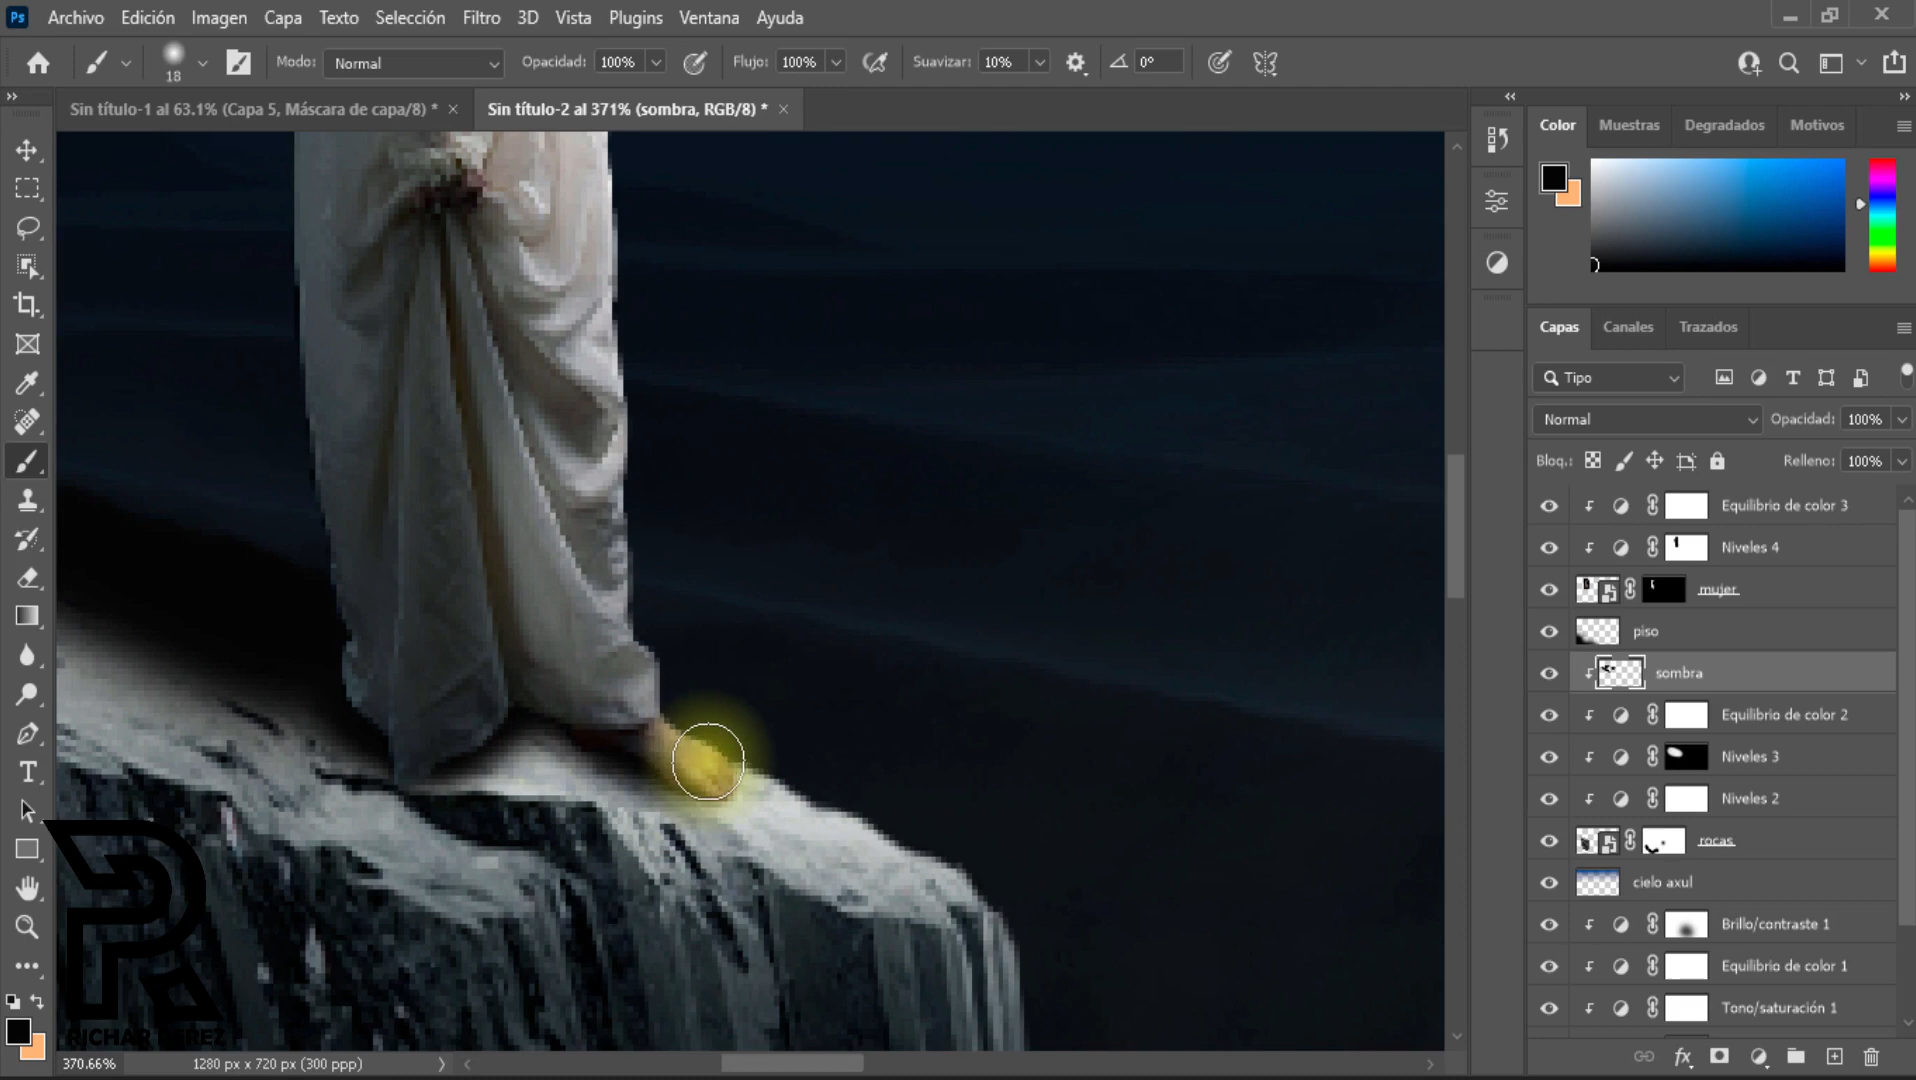 Ps Archivo Edición Imagen Capa Texto Selección Filtro 3D Vista Plugins Ventana Ayuda
18 Modo: Normal Opacidad: 100% Flujo: 100% Suavizar: 10% 0°
Sin título-1 al 63.1% (Capa 5, Máscara de capa/8) * × Sin título-2 al 371% (sombra, RGB/8) * ×
Color Muestras Degradados Motivos
Capas Canales Trazados
Tipo
Normal Opacidad: 100%
Bloq.: Relleno: 100%
Equilibrio de color 3
Niveles 4
mujer
piso
sombra
Equilibrio de color 2
Niveles 3
Niveles 2
rocas
cielo axul
Brillo/contraste 1
Equilibrio de color 1
Tono/saturación 1
RICHAR PEREZ
370.66% 1280 px x 720 px (300 ppp)